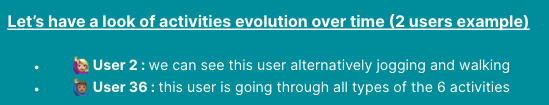 Let's have a look of activities evolution over time (2 users example)
• 🙋🏼‍♀️ User 2 : we can see this user alternatively jogging and walking
• 🙋🏽‍♂️ User 36 : this user is going through all types of the 6 activities